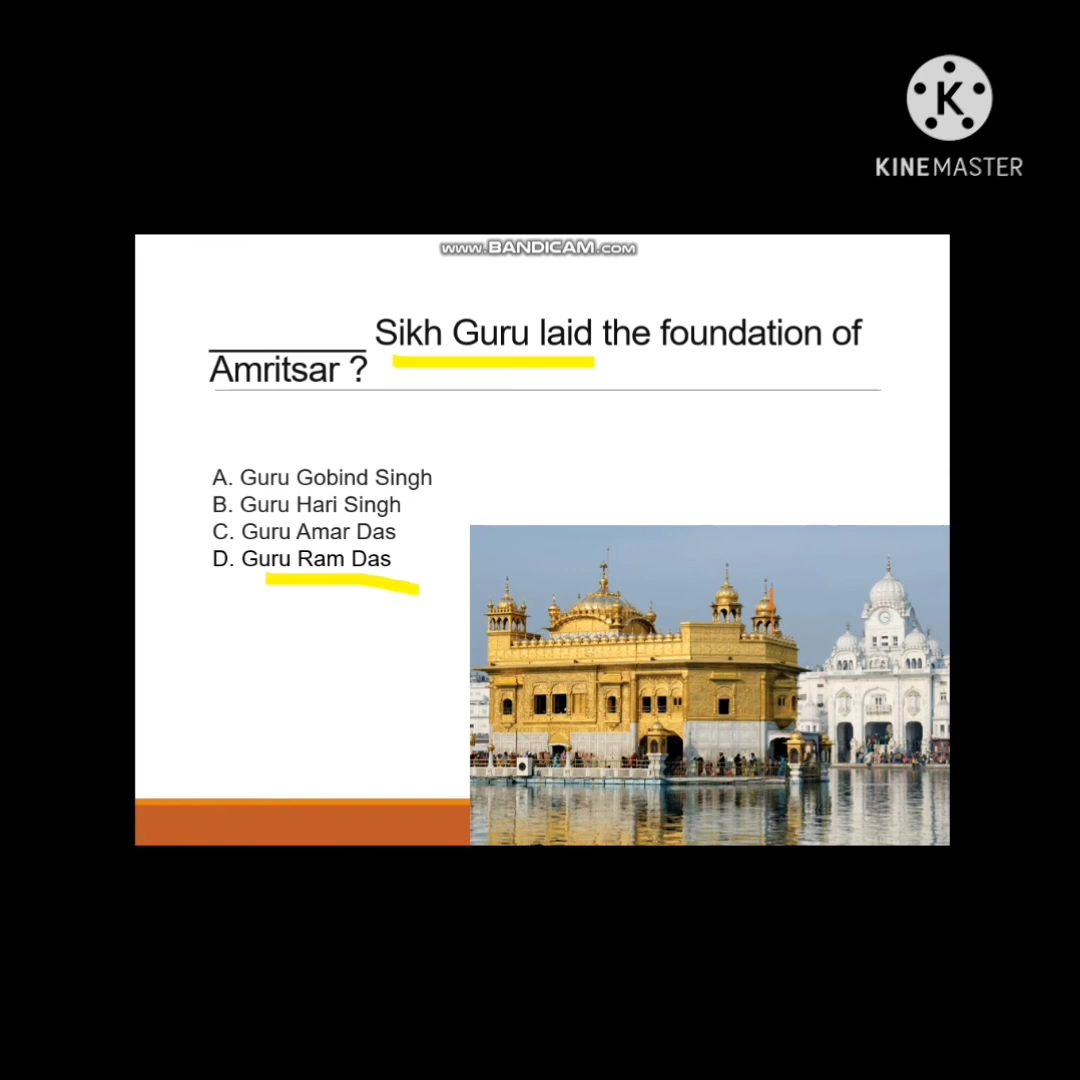 K
KINEMASTER
www.BANDICAM.com
________ Sikh Guru laid the foundation of
Amritsar ?
A. Guru Gobind Singh
B. Guru Hari Singh
C. Guru Amar Das
D. Guru Ram Das